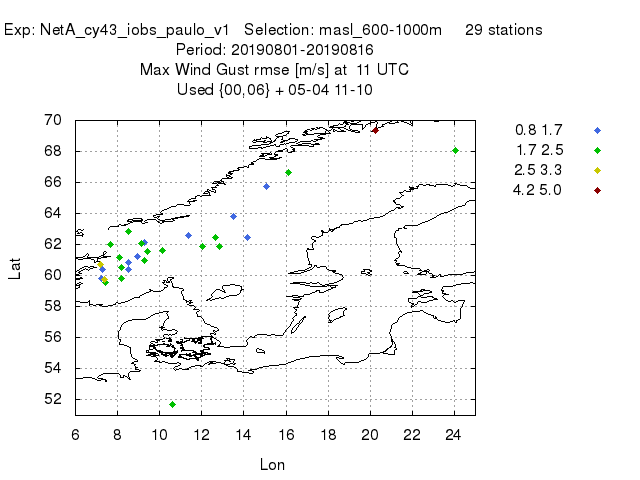 Exp: NetA_cy43_iobs_paulo_v1 Selection: masl_600-1000m 29 stations
Period: 20190801-20190816
Max Wind Gust rmse [m/s] at 11 UTC
Used {00,06} + 05-04 11-10
70
68
66
64
62
60
58
56
54
52
Lat
6 8 10 12 14 16 18 20 22 24
Lon
0.8 1.7
1.7 2.5
2.5 3.3
4.2 5.0